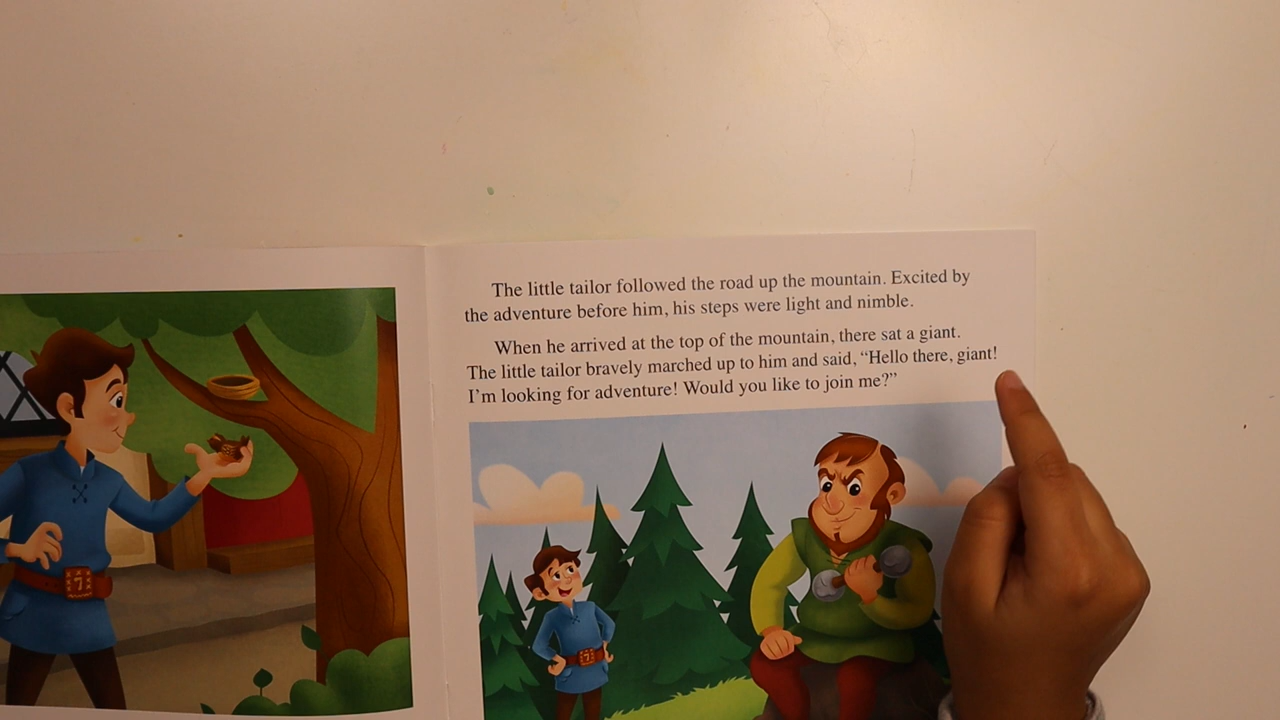 The little tailor followed the road up the mountain. Excited by
the adventure before him, his steps were light and nimble.
When he arrived at the top of the mountain, there sat a giant.
The little tailor bravely marched up to him and said, “Hello there, giant!
I’m looking for adventure! Would you like to join me?”
7
7